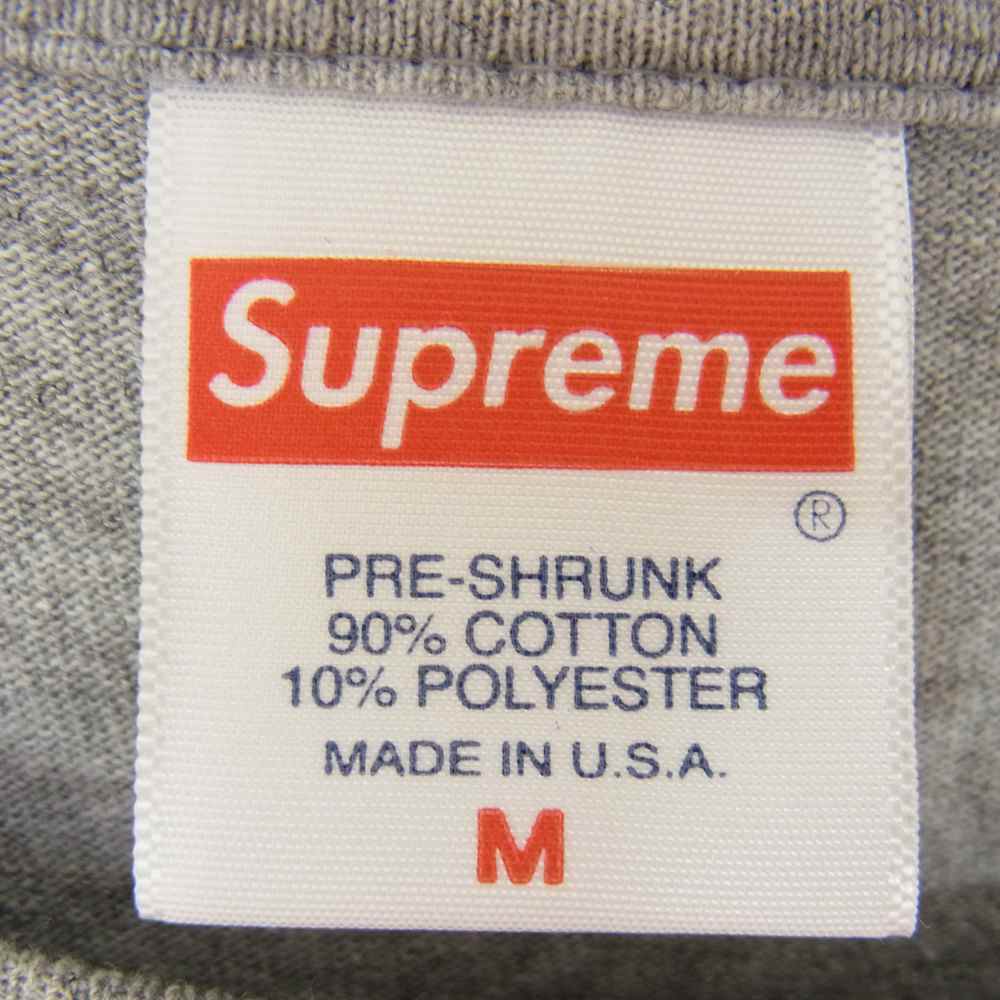 Supreme
®
PRE-SHRUNK
90% COTTON
10% POLYESTER
MADE IN U.S.A.
M